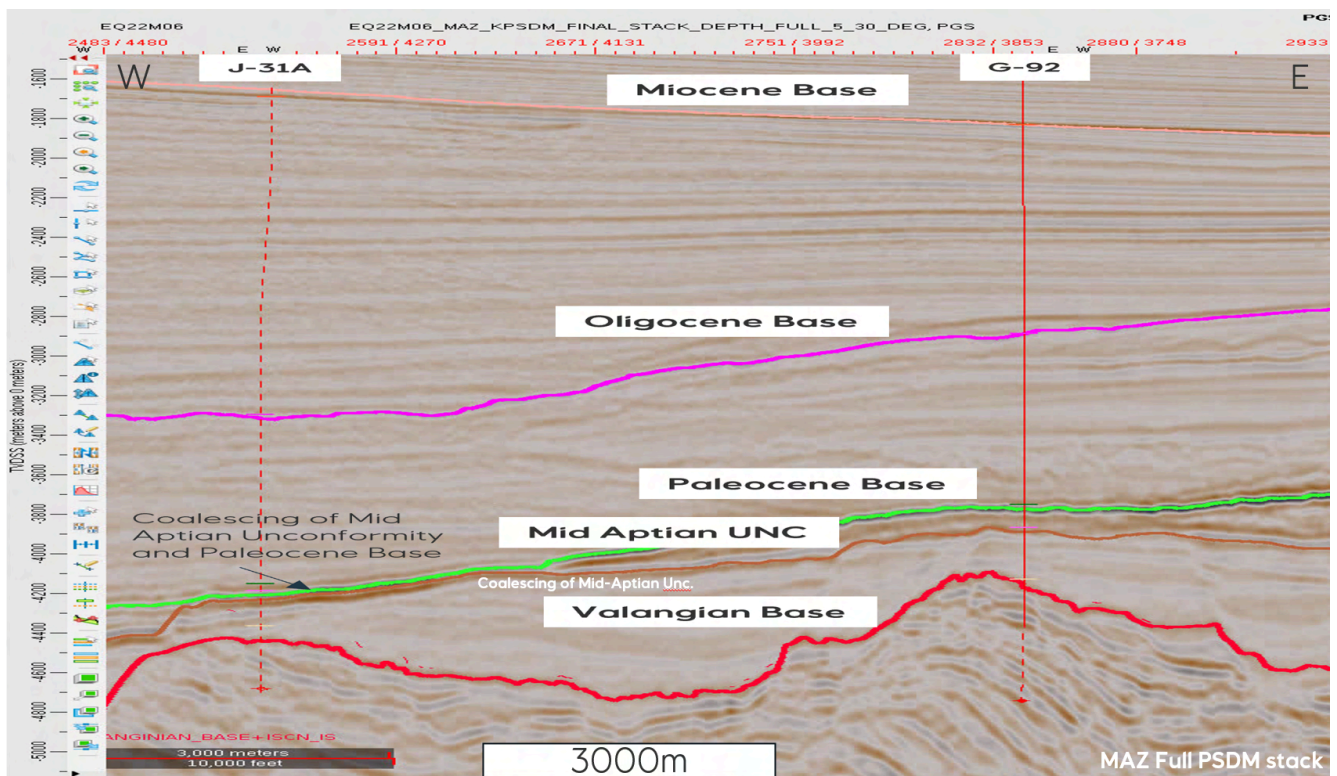 EQ22M06 EQ22M06_MAZ_KPSDM_FINAL_STACK_DEPTH_FULL_5_30_DEG, PGS
PGS
2483/4480 2591/4270 2671/4131 2751/3992 2832/3853 2880/3748 2933
W E W E W
J-31A G-92
W E
Miocene Base
Oligocene Base
Paleocene Base
Mid Aptian UNC
Coalescing of Mid
Aptian Unconformity
and Paleocene Base
Coalescing of Mid-Aptian Unc.
Valangian Base
TVDSS (meters above 0 meters)
-1600
-1800
-2000
-2200
-2400
-2600
-2800
-3000
-3200
-3400
-3600
-3800
-4000
-4200
-4400
-4600
-4800
-5000
ANGINIAN_BASE+ISCN_IS
3,000 meters
10,000 feet
3000m
MAZ Full PSDM stack